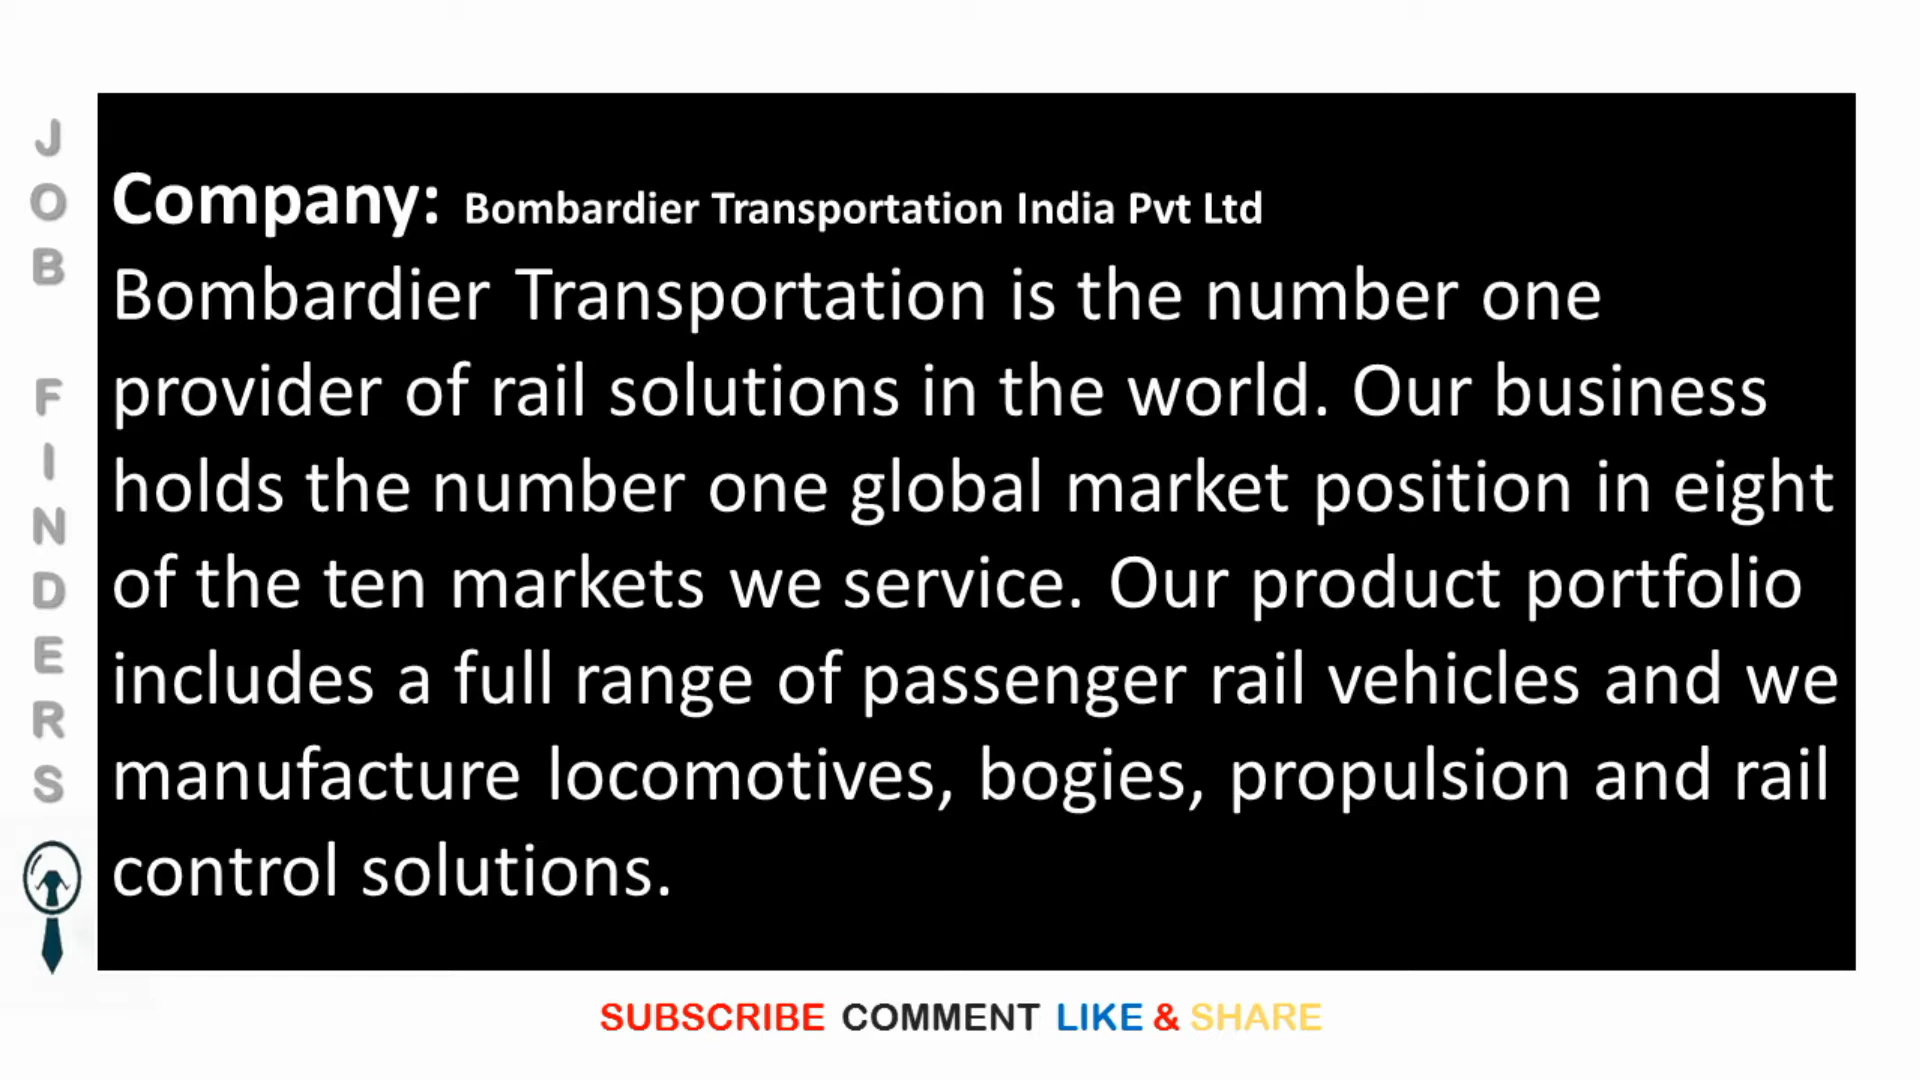 JOB FINDERS
Company: Bombardier Transportation India Pvt Ltd
Bombardier Transportation is the number one
provider of rail solutions in the world. Our business
holds the number one global market position in eight
of the ten markets we service. Our product portfolio
includes a full range of passenger rail vehicles and we
manufacture locomotives, bogies, propulsion and rail
control solutions.
SUBSCRIBE COMMENT LIKE & SHARE